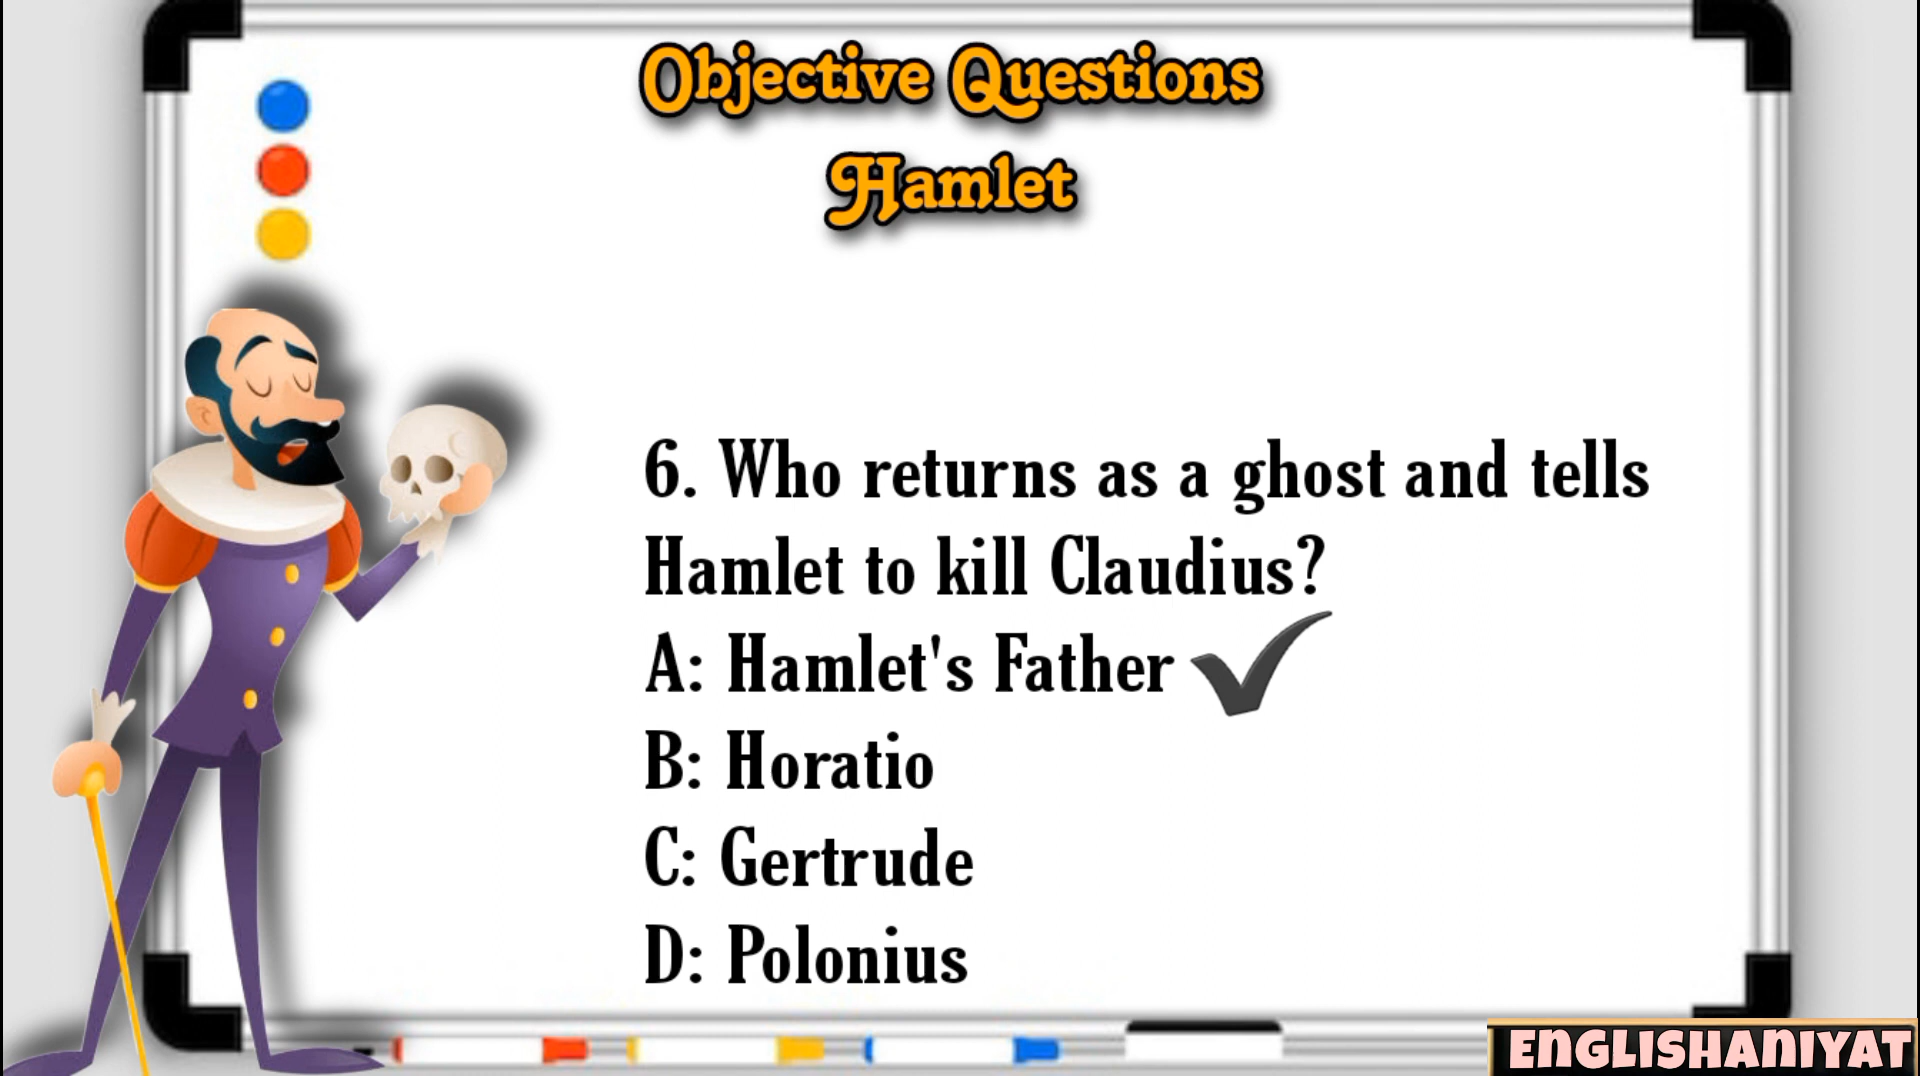 Objective Questions
Hamlet
6. Who returns as a ghost and tells
Hamlet to kill Claudius?
A: Hamlet's Father
B: Horatio
C: Gertrude
D: Polonius
ENGLISHANIYAT